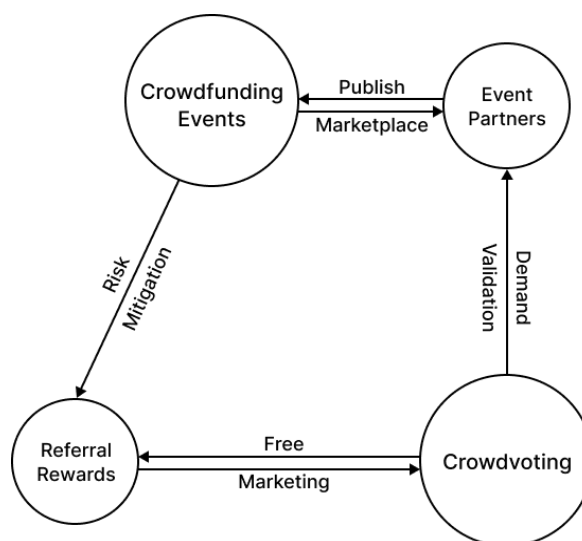 Crowdfunding
Events
Publish
Marketplace
Event
Partners
Risk
Mitigation
Demand
Validation
Referral
Rewards
Free
Marketing
Crowdvoting